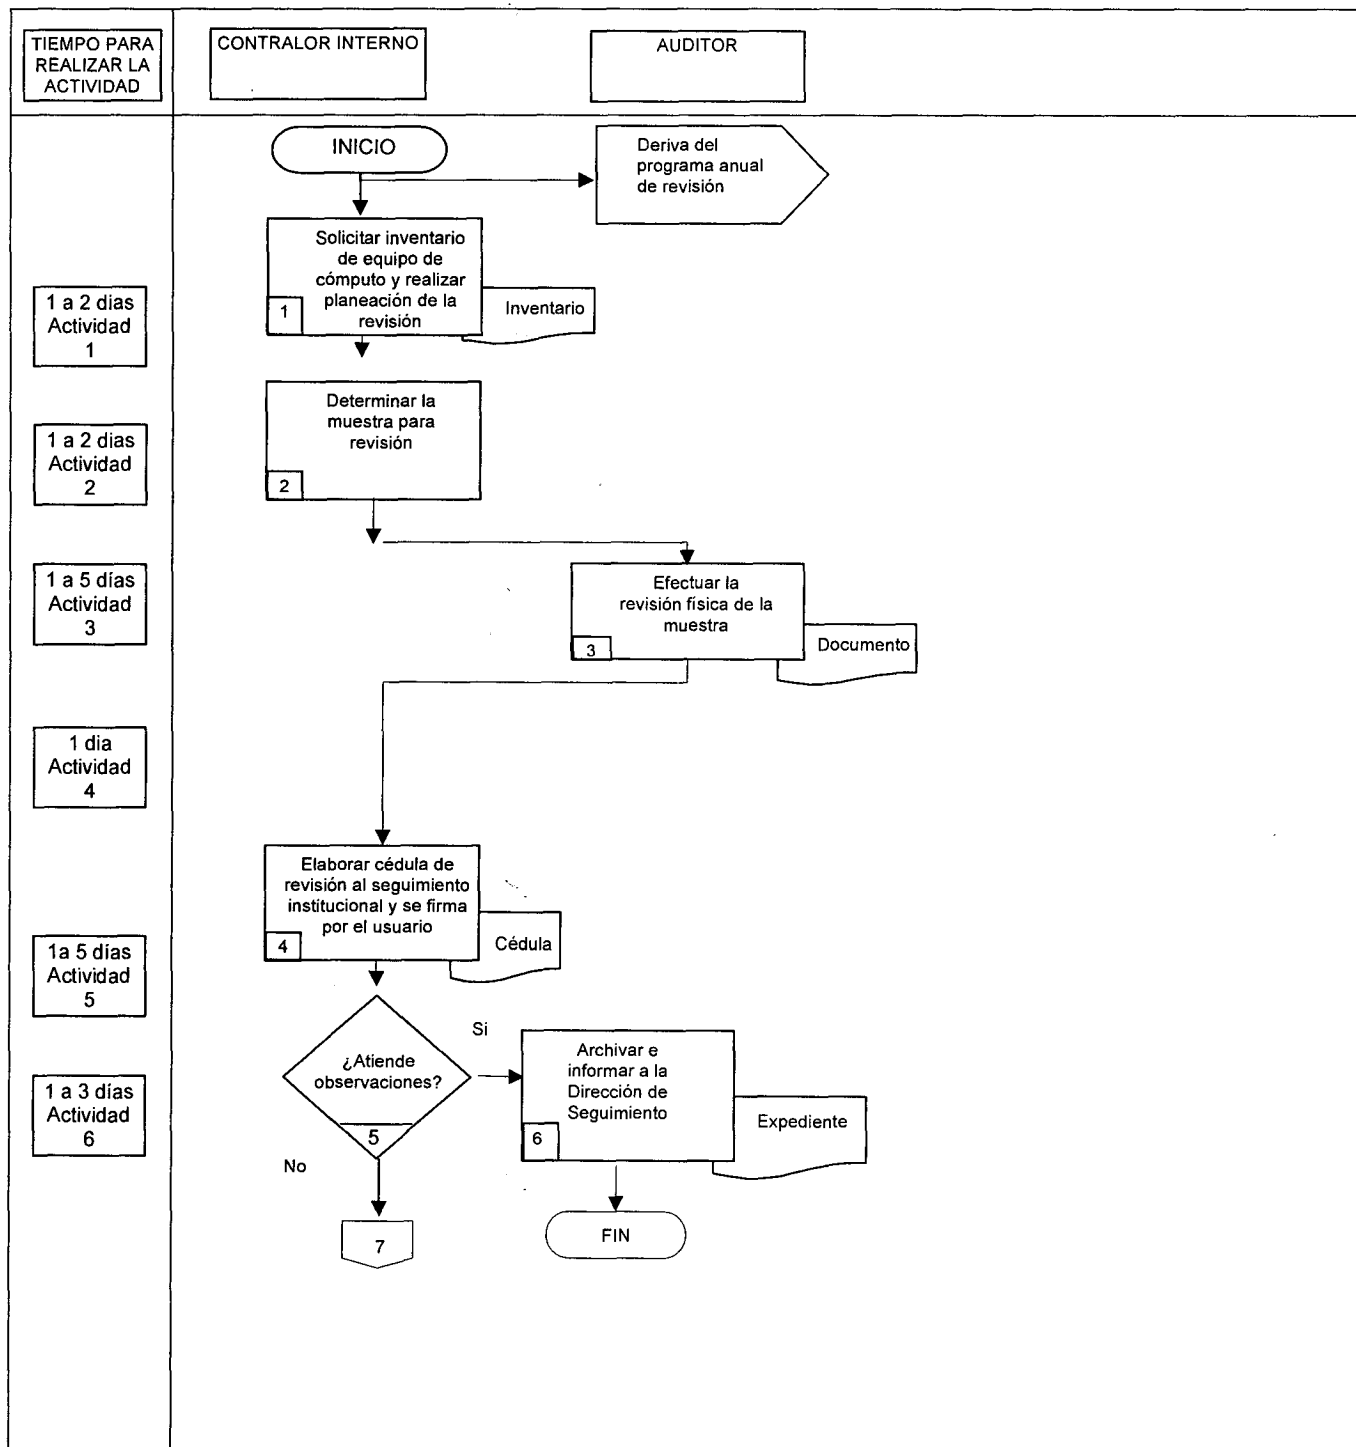 TIEMPO PARA
REALIZAR LA
ACTIVIDAD
CONTRALOR INTERNO
AUDITOR
INICIO
Deriva del
programa anual
de revisión
Solicitar inventario
de equipo de
cómputo y realizar
planeación de la
revisión
1
Inventario
1 a 2 dias
Actividad
1
Determinar la
muestra para
revisión
2
1 a 2 dias
Actividad
2
1 a 5 días
Actividad
3
Efectuar la
revisión física de la
muestra
3
Documento
1 dia
Actividad
4
Elaborar cédula de
revisión al seguimiento
institucional y se firma
por el usuario
4
Cédula
1a 5 días
Actividad
5
¿Atiende
observaciones?
5
Si
No
Archivar e
informar a la
Dirección de
Seguimiento
6
Expediente
1 a 3 días
Actividad
6
7
FIN